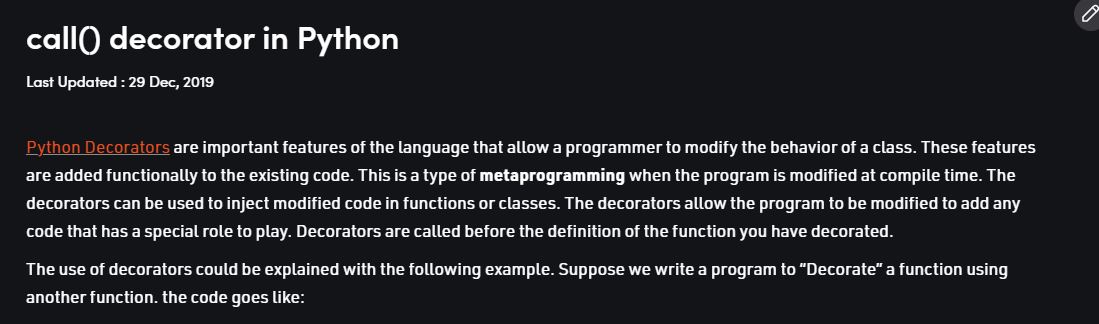 call() decorator in Python
Last Updated : 29 Dec, 2019
Python Decorators are important features of the language that allow a programmer to modify the behavior of a class. These features
are added functionally to the existing code. This is a type of metaprogramming when the program is modified at compile time. The
decorators can be used to inject modified code in functions or classes. The decorators allow the program to be modified to add any
code that has a special role to play. Decorators are called before the definition of the function you have decorated.
The use of decorators could be explained with the following example. Suppose we write a program to “Decorate” a function using
another function. the code goes like: